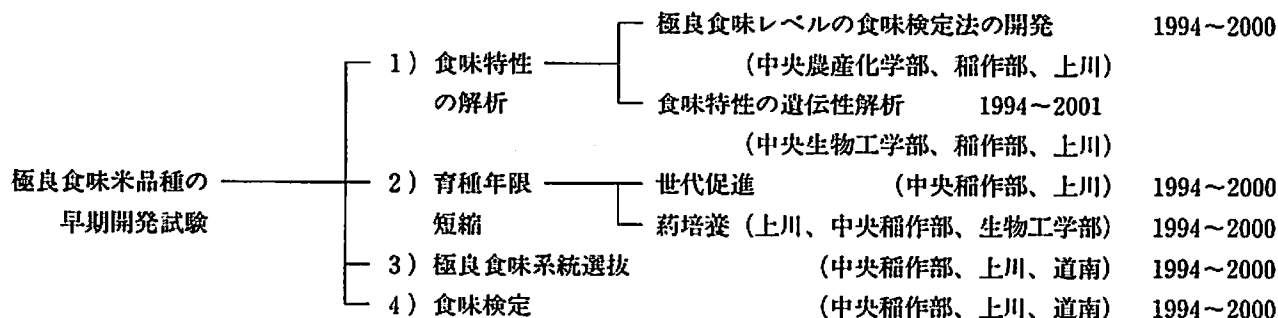 極良食味レベルの食味検定法の開発 1994～2000
1）食味特性 （中央農産化学部、稲作部、上川）
の解析 食味特性の遺伝性解析 1994～2001
（中央生物工学部、稲作部、上川）
極良食味米品種の 2）育種年限 世代促進 （中央稲作部、上川） 1994～2000
早期開発試験 短縮 葯培養（上川、中央稲作部、生物工学部） 1994～2000
3）極良食味系統選抜 （中央稲作部、上川、道南） 1994～2000
4）食味検定 （中央稲作部、上川、道南） 1994～2000